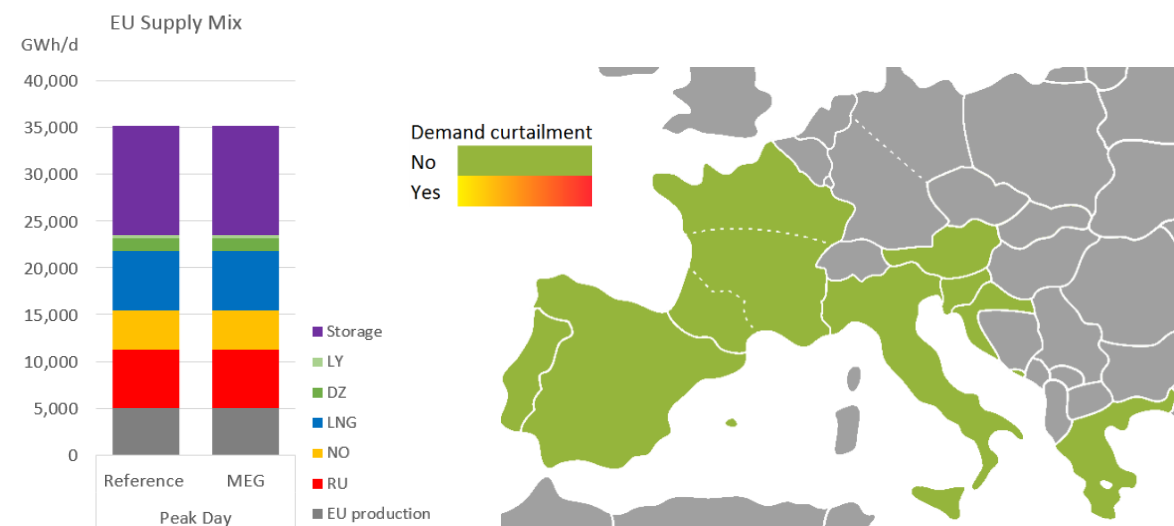 EU Supply Mix
GWh/d
40,000
35,000
30,000
25,000
20,000
15,000
10,000
5,000
0
Reference MEG
Peak Day
Storage
LY
DZ
LNG
NO
RU
EU production
Demand curtailment
No
Yes